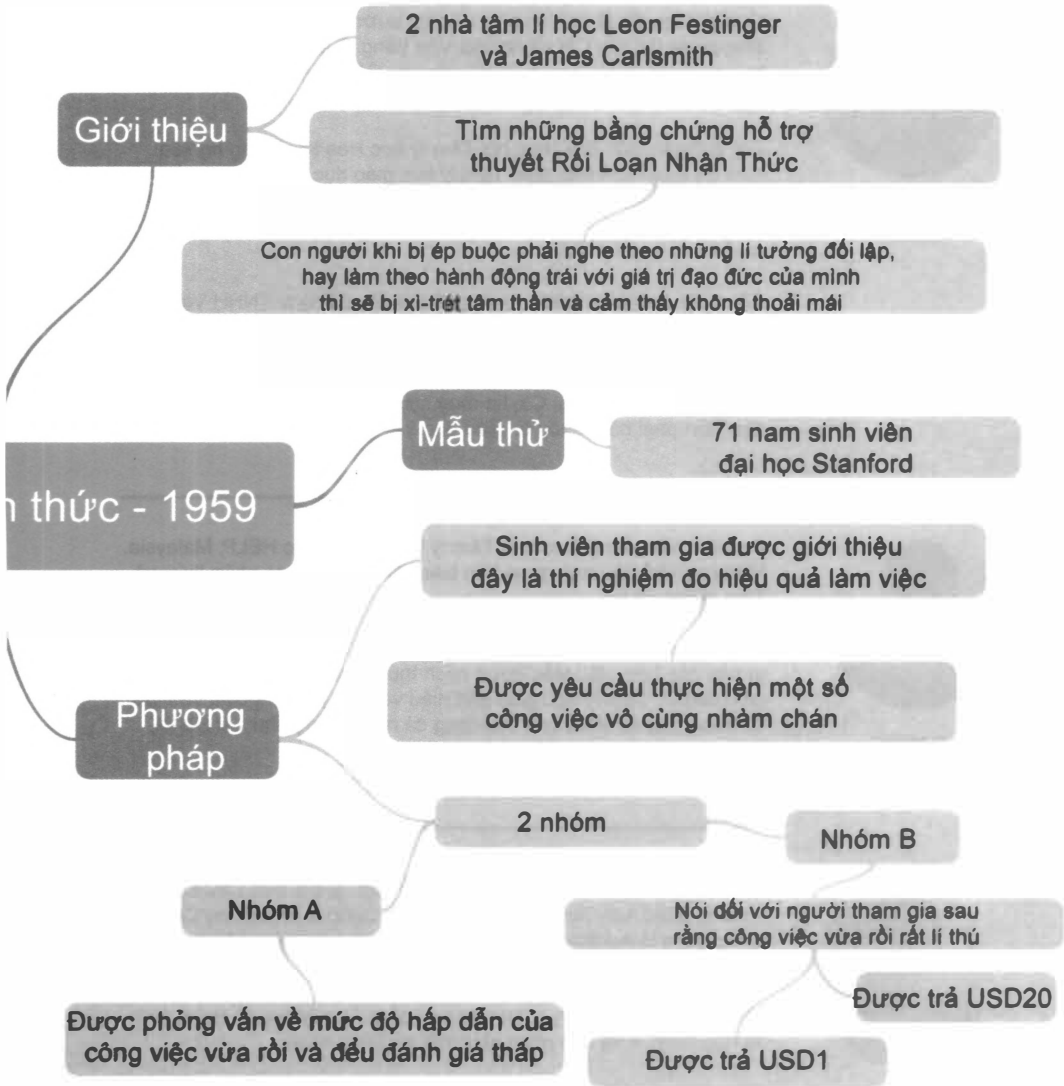 2 nhà tâm lí học Leon Festinger
và James Carlsmith
Giới thiệu
Tìm những bằng chứng hỗ trợ
thuyết Rối Loạn Nhận Thức
Con người khi bị ép buộc phải nghe theo những lí tưởng đối lập,
hay làm theo hành động trái với giá trị đạo đức của mình
thì sẽ bị xì-trét tâm thần và cảm thấy không thoải mái
Mẫu thử
71 nam sinh viên
đại học Stanford
thức - 1959
Sinh viên tham gia được giới thiệu
đây là thí nghiệm đo hiệu quả làm việc
Được yêu cầu thực hiện một số
công việc vô cùng nhàm chán
Phương
pháp
2 nhóm
Nhóm B
Nhóm A
Nói dối với người tham gia sau
rằng công việc vừa rồi rất lí thú
Được trả USD20
Được phỏng vấn về mức độ hấp dẫn của
công việc vừa rồi và đều đánh giá thấp
Được trả USD1